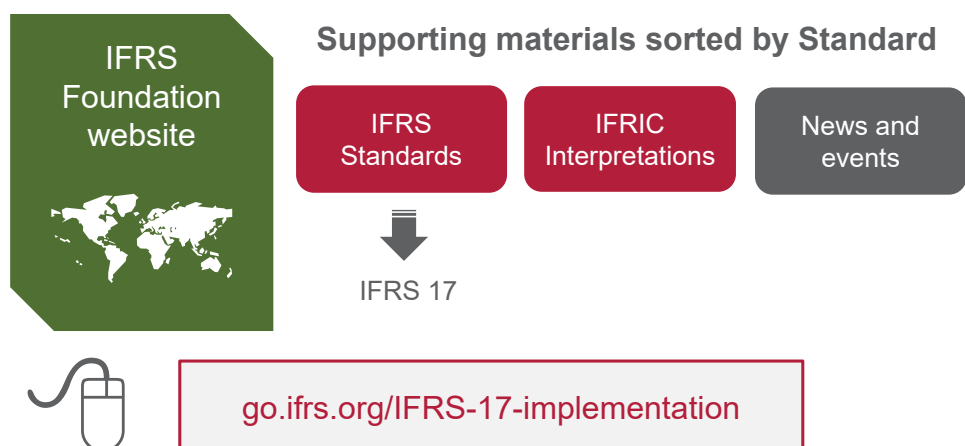 IFRS
Foundation
website
Supporting materials sorted by Standard
IFRS
Standards
IFRIC
Interpretations
News and
events
IFRS 17
go.ifrs.org/IFRS-17-implementation